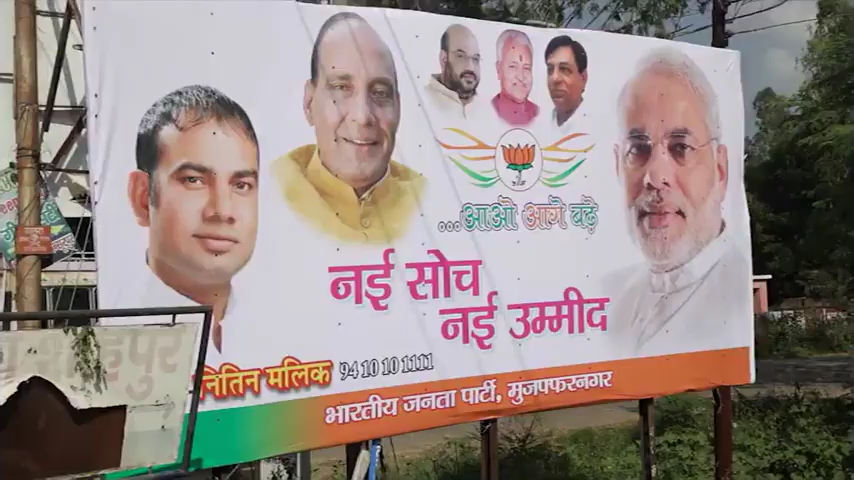 ...आओ आगे बढ़े
नई सोच
नई उम्मीद
नितिन मलिक 94 10 10 1111
भारतीय जनता पार्टी, मुजफ्फरनगर